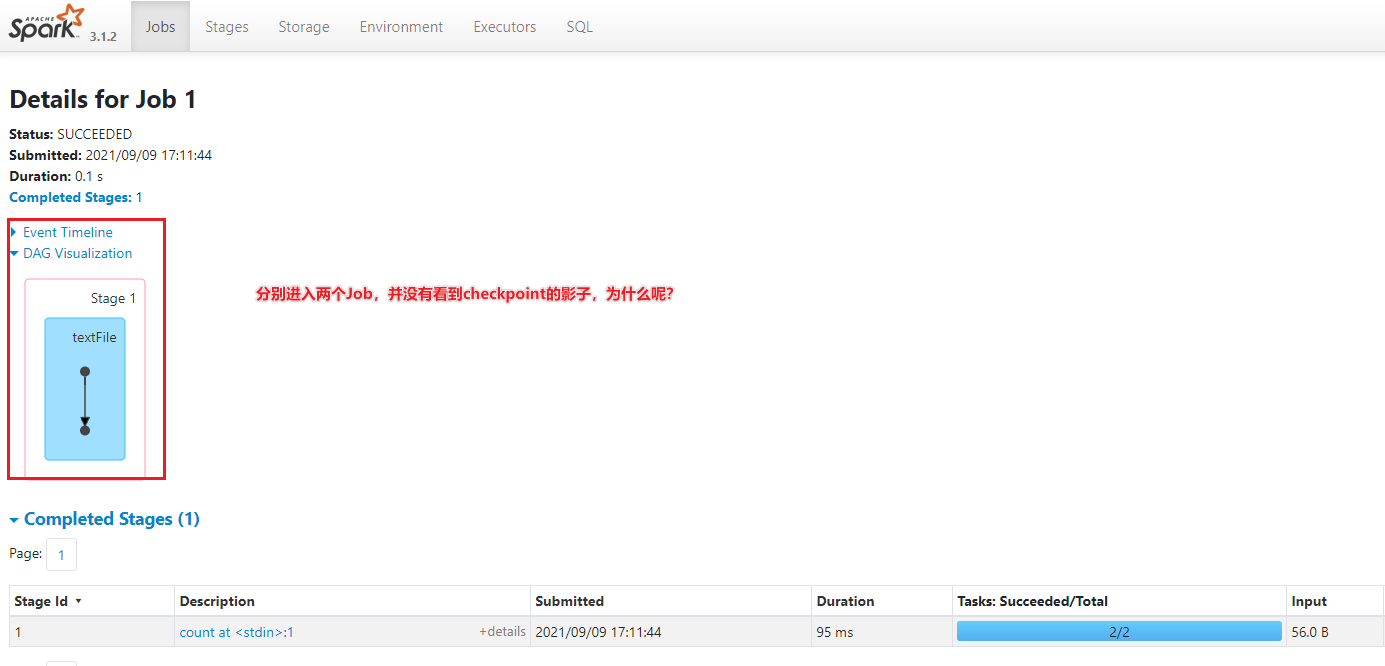 APACHE
Spark 3.1.2 Jobs Stages Storage Environment Executors SQL
Details for Job 1
Status: SUCCEEDED
Submitted: 2021/09/09 17:11:44
Duration: 0.1 s
Completed Stages: 1
Event Timeline
DAG Visualization
Stage 1
分别进入两个Job，并没有看到checkpoint的影子，为什么呢？
textFile
Completed Stages (1)
Page: 1
Stage Id Description Submitted Duration Tasks: Succeeded/Total Input
1 count at <stdin>:1 +details 2021/09/09 17:11:44 95 ms 2/2 56.0 B